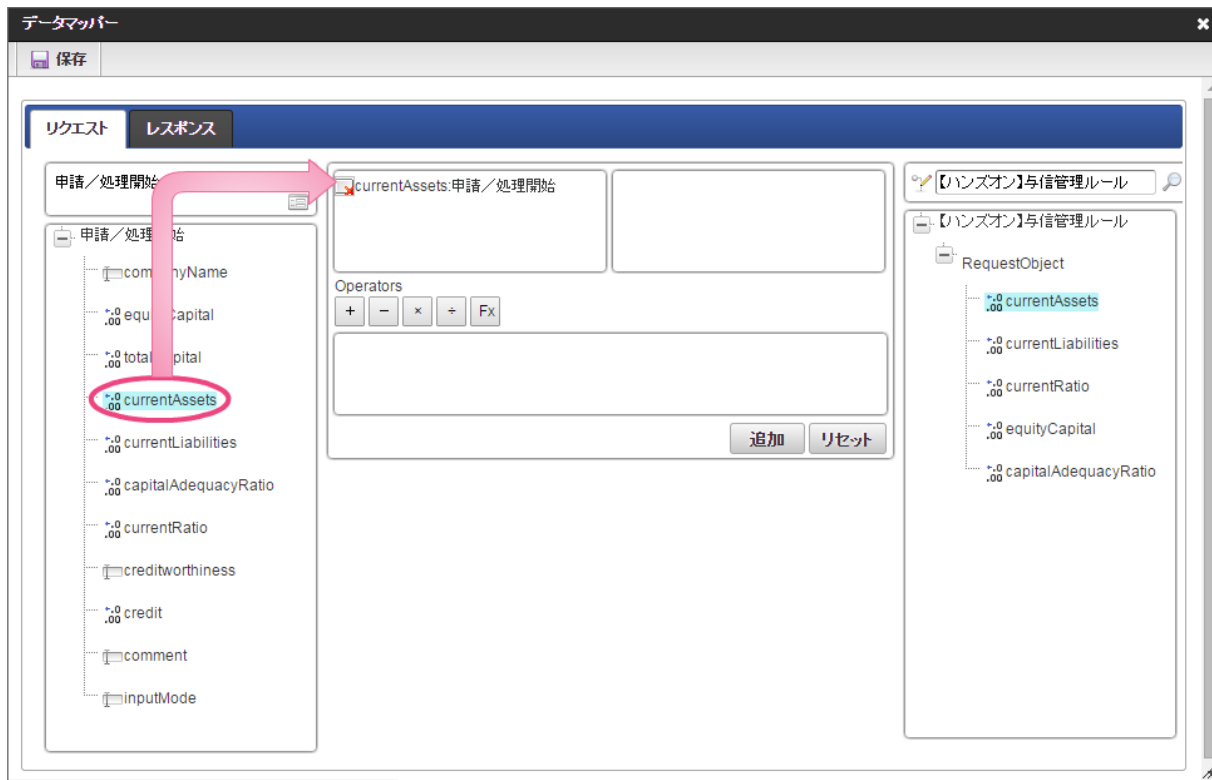 データマッパー
保存
リクエスト
レスポンス
申請／処理開始
申請／処理開始
companyName
equityCapital
totalCapital
currentAssets
currentLiabilities
capitalAdequacyRatio
currentRatio
creditworthiness
credit
comment
inputMode
currentAssets:申請／処理開始
Operators
+ − × ÷ Fx
追加 リセット
【ハンズオン】与信管理ルール
【ハンズオン】与信管理ルール
RequestObject
currentAssets
currentLiabilities
currentRatio
equityCapital
capitalAdequacyRatio